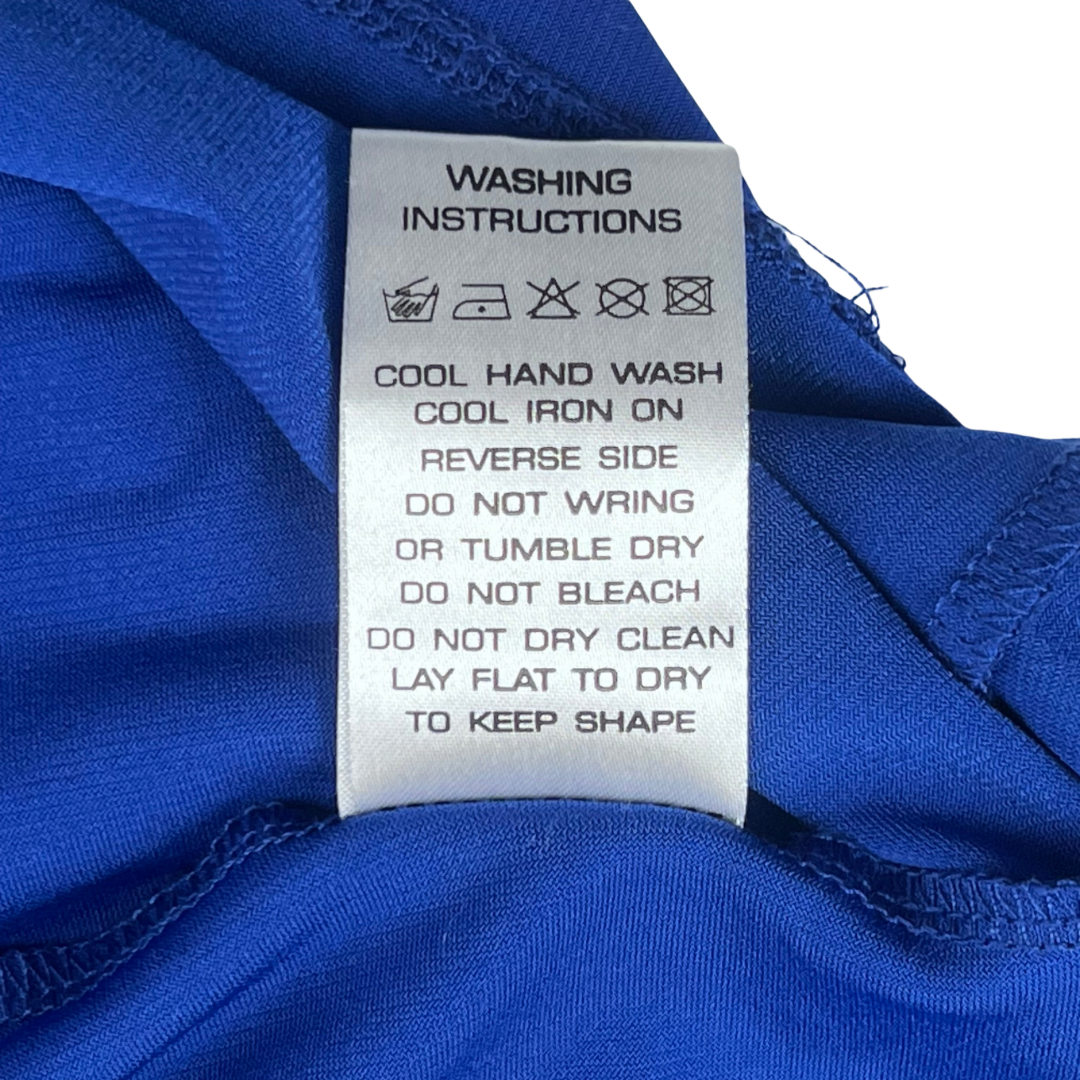 WASHING
INSTRUCTIONS
COOL HAND WASH
COOL IRON ON
REVERSE SIDE
DO NOT WRING
OR TUMBLE DRY
DO NOT BLEACH
DO NOT DRY CLEAN
LAY FLAT TO DRY
TO KEEP SHAPE